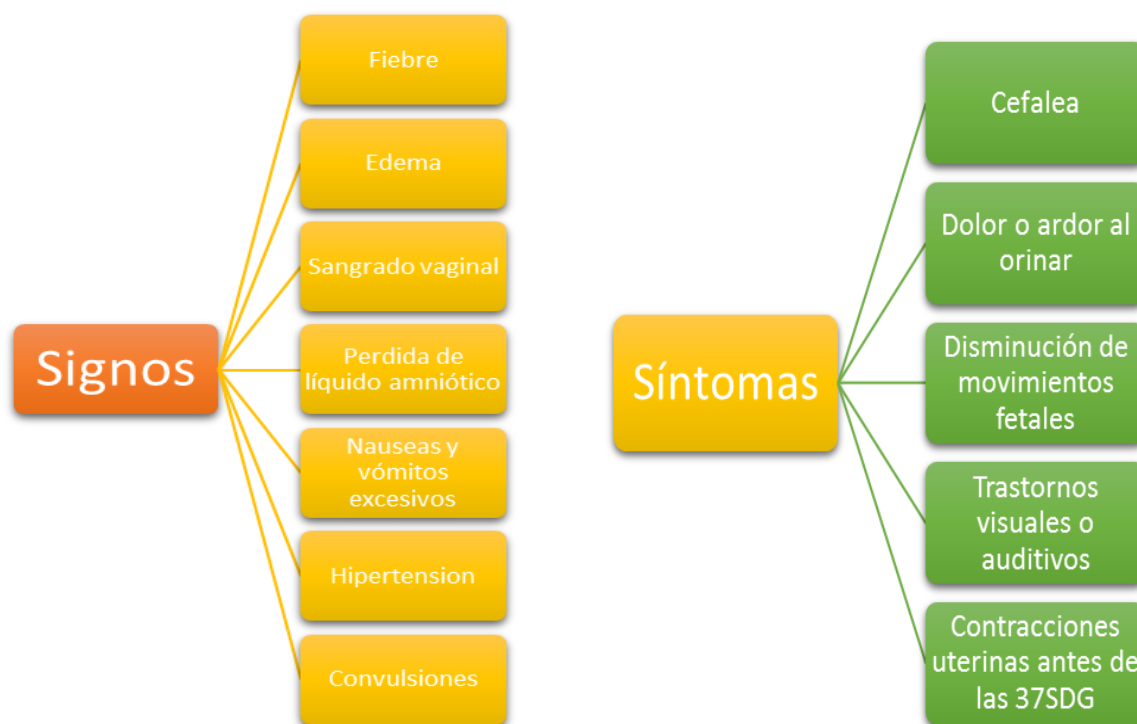 Signos
Fiebre
Edema
Sangrado vaginal
Perdida de
líquido amniótico
Nauseas y
vómitos
excesivos
Hipertension
Convulsiones
Síntomas
Cefalea
Dolor o ardor al
orinar
Disminución de
movimientos
fetales
Trastornos
visuales o
auditivos
Contracciones
uterinas antes de
las 37SDG